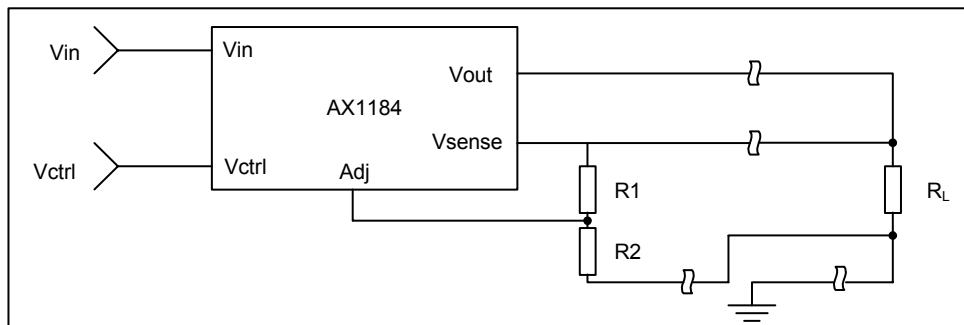 Vin
Vin
Vout
AX1184
Vsense
Vctrl
Vctrl
Adj
R1
RL
R2